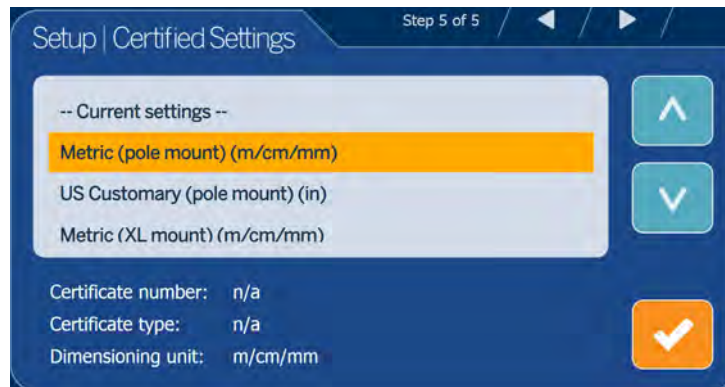 Setup | Certified Settings
Step 5 of 5
-- Current settings --
Metric (pole mount) (m/cm/mm)
US Customary (pole mount) (in)
Metric (XL mount) (m/cm/mm)
Certificate number: n/a
Certificate type: n/a
Dimensioning unit: m/cm/mm